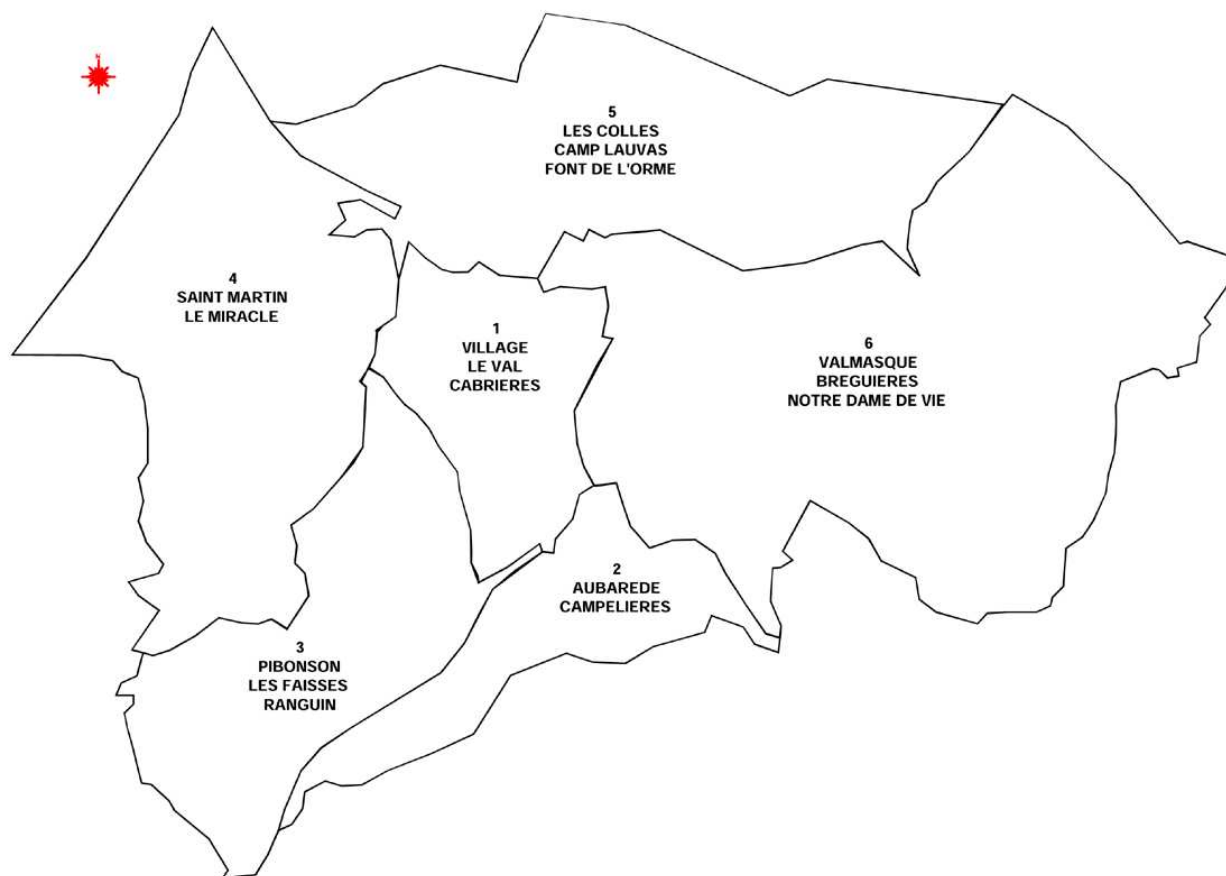 N
5
LES COLLES
CAMP LAUVAS
FONT DE L'ORME
4
SAINT MARTIN
LE MIRACLE
1
VILLAGE
LE VAL
CABRIERES
6
VALMASQUE
BREGUIERES
NOTRE DAME DE VIE
2
AUBAREDE
CAMPELIERES
3
PIBONSON
LES FAISSES
RANGUIN